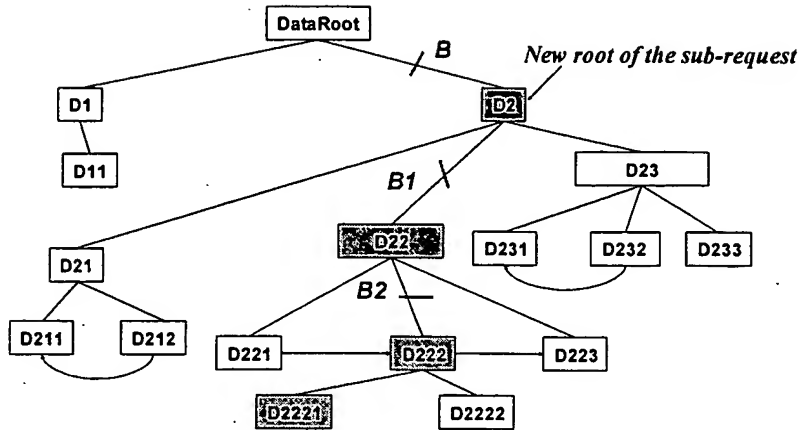 DataRoot
B
New root of the sub-request
D1
D2
D11
B1
D23
D22
D231
D232
D233
D21
B2
D211
D212
D221
D222
D223
D2221
D2222